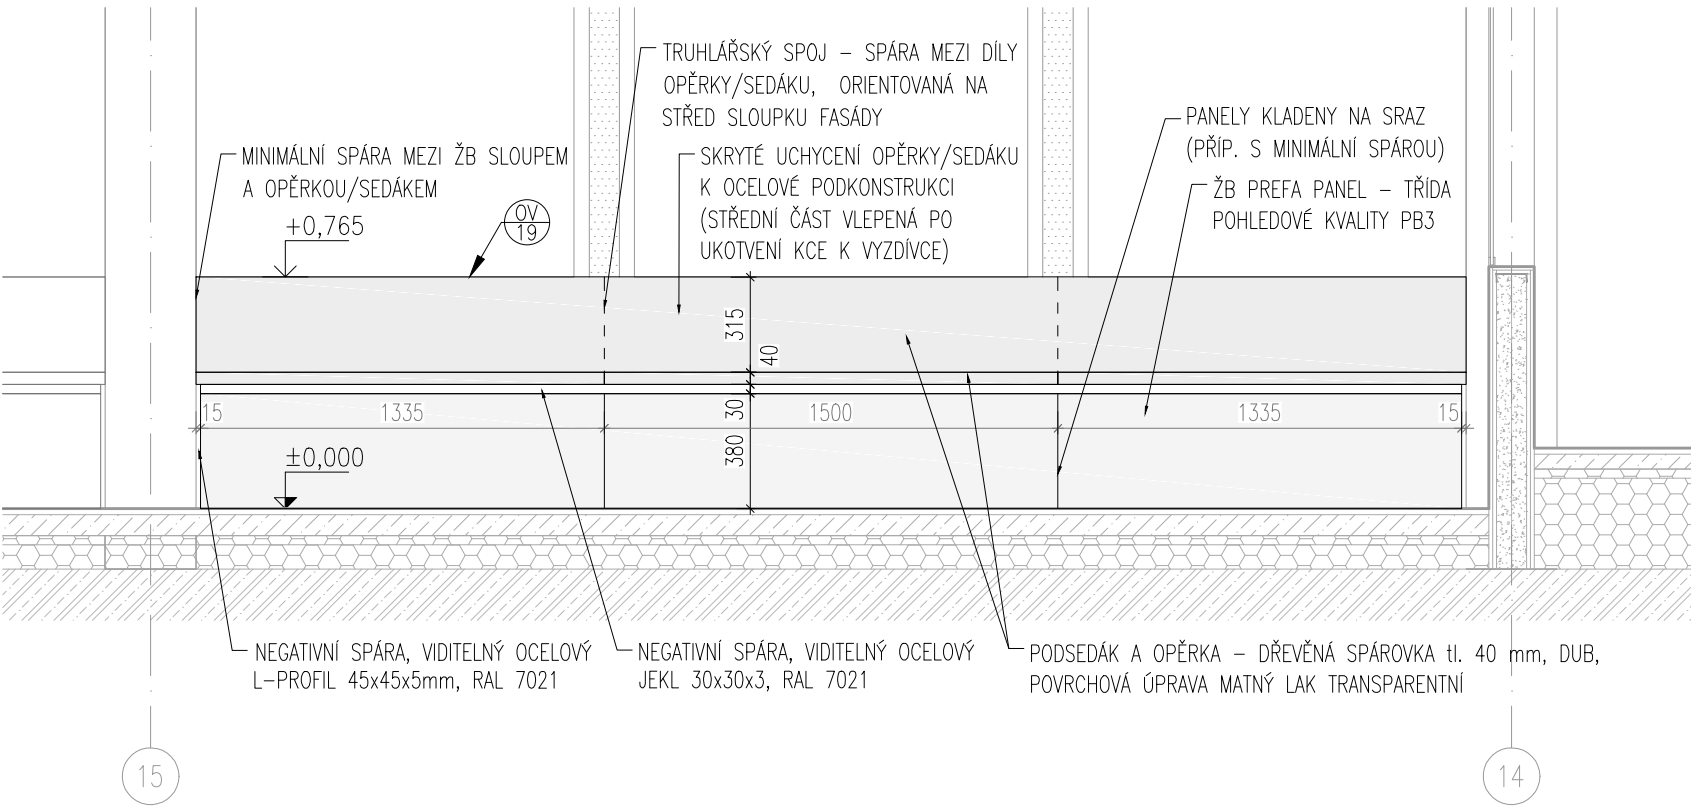 TRUHLÁŘSKÝ SPOJ – SPÁRA MEZI DÍLY
OPĚRKY/SEDÁKU, ORIENTOVANÁ NA
STŘED SLOUPKU FASÁDY
PANELY KLADENY NA SRAZ
(PŘÍP. S MINIMÁLNÍ SPÁROU)
MINIMÁLNÍ SPÁRA MEZI ŽB SLOUPEM
A OPĚRKOU/SEDÁKEM
SKRYTÉ UCHYCENÍ OPĚRKY/SEDÁKU
K OCELOVÉ PODKONSTRUKCI
(STŘEDNÍ ČÁST VLEPENÁ PO
UKOTVENÍ KCE K VYZDÍVCE)
ŽB PREFA PANEL – TŘÍDA
POHLEDOVÉ KVALITY PB3
+0,765
OV
19
315
40
30
380
15
1335
1500
1335
15
±0,000
NEGATIVNÍ SPÁRA, VIDITELNÝ OCELOVÝ
L–PROFIL 45x45x5mm, RAL 7021
NEGATIVNÍ SPÁRA, VIDITELNÝ OCELOVÝ
JEKL 30x30x3, RAL 7021
PODSEDÁK A OPĚRKA – DŘEVĚNÁ SPÁROVKA tl. 40 mm, DUB,
POVRCHOVÁ ÚPRAVA MATNÝ LAK TRANSPARENTNÍ
15
14